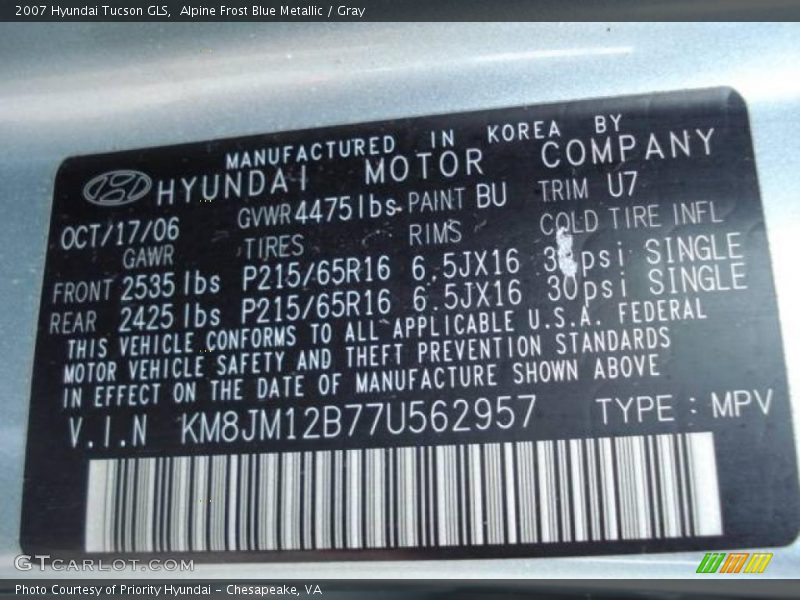 2007 Hyundai Tucson GLS,  Alpine Frost Blue Metallic / Gray
MANUFACTURED IN KOREA BY
HYUNDAI MOTOR COMPANY
OCT/17/06 GVWR 4475lbs PAINT BU TRIM U7
GAWR TIRES RIMS COLD TIRE INFL
FRONT 2535 lbs P215/65R16 6.5JX16 psi SINGLE
REAR 2425 lbs P215/65R16 6.5JX16 30psi SINGLE
THIS VEHICLE CONFORMS TO ALL APPLICABLE U.S.A. FEDERAL
MOTOR VEHICLE SAFETY AND THEFT PREVENTION STANDARDS
IN EFFECT ON THE DATE OF MANUFACTURE SHOWN ABOVE
V.I.N KM8JM12B77U562957 TYPE : MPV
GTCARLOT.COM
Photo Courtesy of Priority Hyundai - Chesapeake, VA